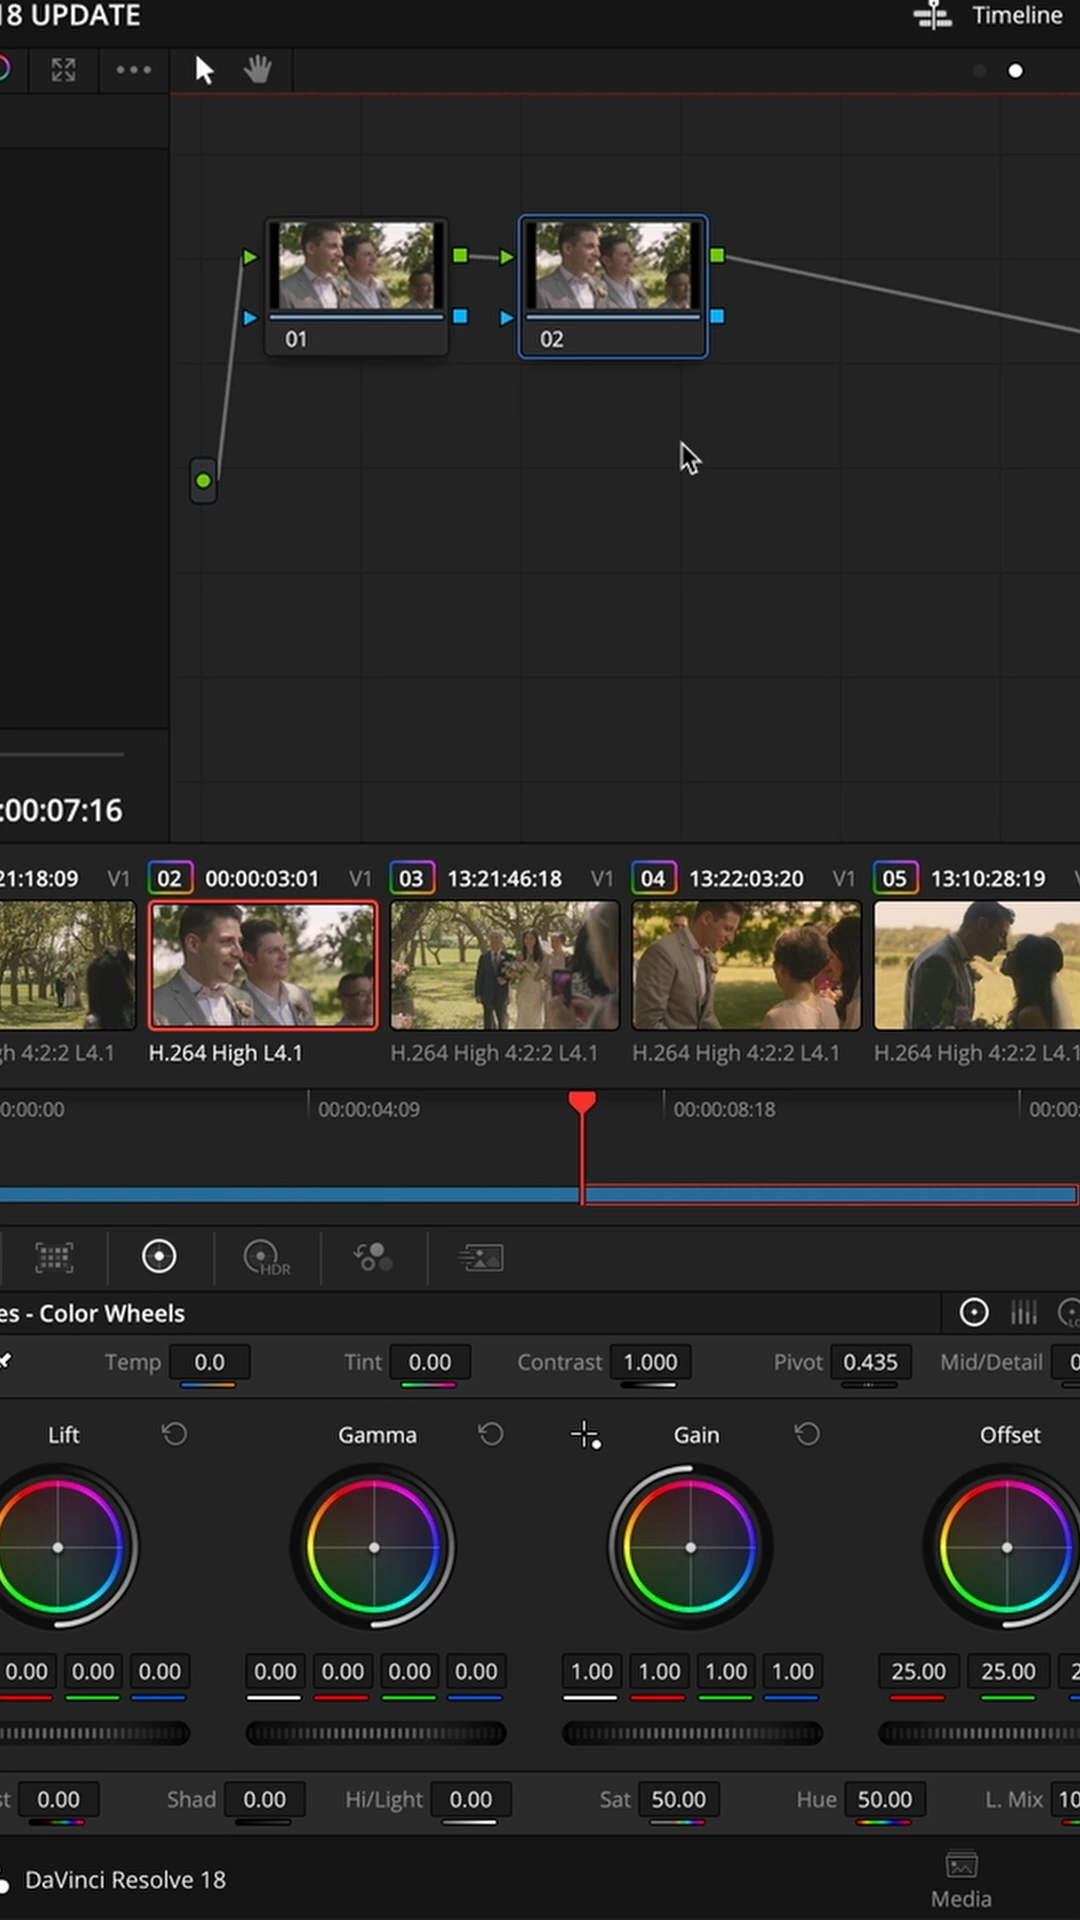 18 UPDATE
Timeline
01
02
:00:07:16
21:18:09 V1
02 00:00:03:01 V1
03 13:21:46:18 V1
04 13:22:03:20 V1
05 13:10:28:19
gh 4:2:2 L4.1
H.264 High L4.1
H.264 High 4:2:2 L4.1
H.264 High 4:2:2 L4.1
H.264 High 4:2:2 L4.1
0:00:00
00:00:04:09
00:00:08:18
00:00:
HDR
es - Color Wheels
Temp 0.0
Tint 0.00
Contrast 1.000
Pivot 0.435
Mid/Detail 0
Lift
Gamma
Gain
Offset
0.00 0.00 0.00
0.00 0.00 0.00 0.00
1.00 1.00 1.00 1.00
25.00 25.00 2
st 0.00
Shad 0.00
Hi/Light 0.00
Sat 50.00
Hue 50.00
L. Mix 10
DaVinci Resolve 18
Media